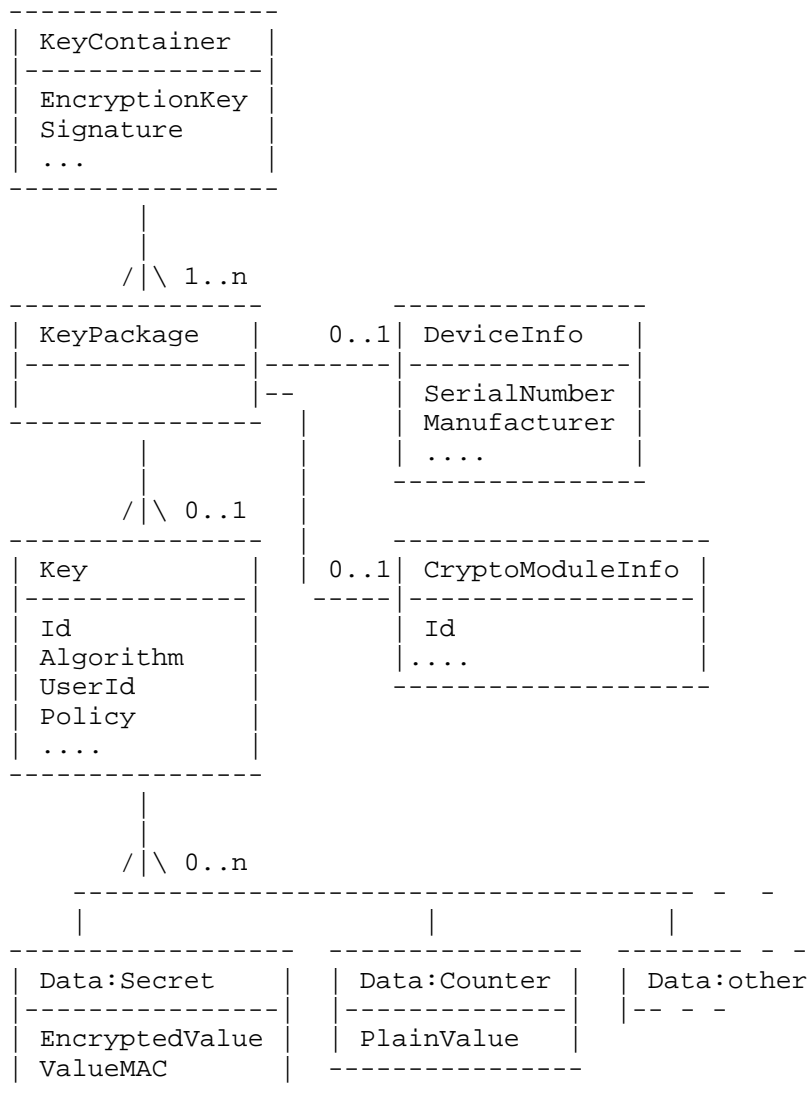 KeyContainer
EncryptionKey
Signature
...
1..n
KeyPackage 0..1 DeviceInfo
SerialNumber
Manufacturer
....
0..1
Key 0..1 CryptoModuleInfo
Id Id
Algorithm ....
UserId
Policy
....
0..n
Data:Secret Data:Counter Data:other
EncryptedValue PlainValue
ValueMAC